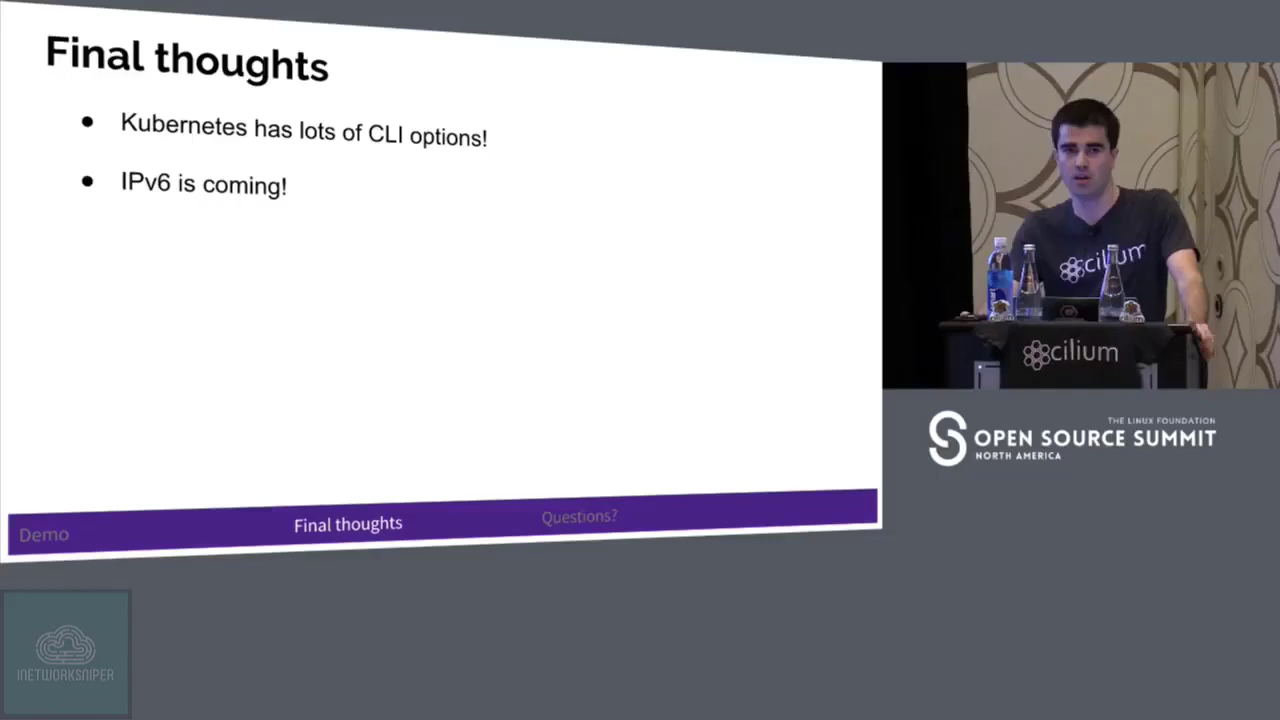 Final thoughts
Kubernetes has lots of CLI options!
IPv6 is coming!
Demo
Final thoughts
Questions?
cilium
cilium
THE LINUX FOUNDATION
OPEN SOURCE SUMMIT
NORTH AMERICA
INETWORKSNIPER